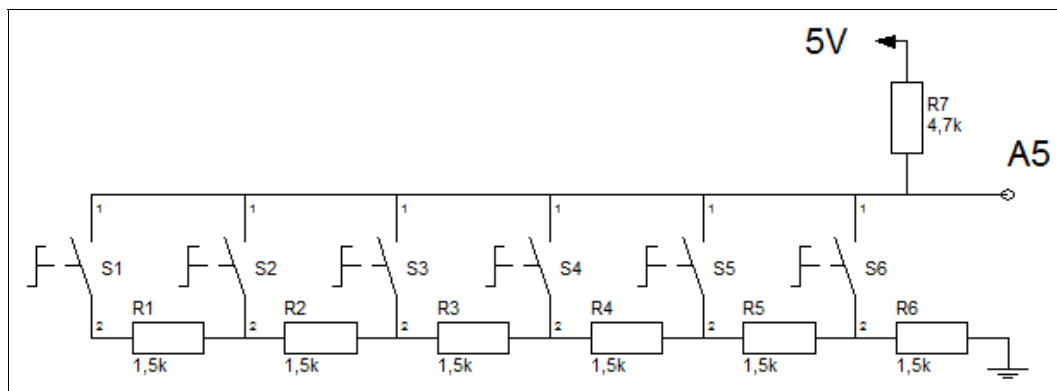 5V
R7
4,7k
A5
1 1 1 1 1 1
S1 S2 S3 S4 S5 S6
R1 R2 R3 R4 R5 R6
2 2 2 2 2 2
1,5k 1,5k 1,5k 1,5k 1,5k 1,5k